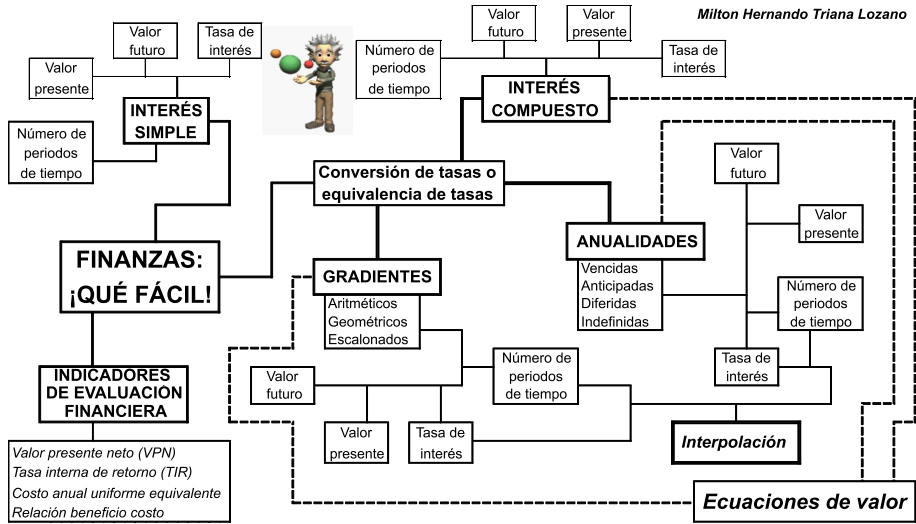 Milton Hernando Triana Lozano
Valor
futuro
Tasa de
interés
Valor
presente
INTERÉS
SIMPLE
Número de
periodos
de tiempo
Valor
futuro
Valor
presente
Número de
periodos
de tiempo
Tasa de
interés
INTERÉS
COMPUESTO
Conversión de tasas o
equivalencia de tasas
FINANZAS:
¡QUÉ FÁCIL!
GRADIENTES
Aritméticos
Geométricos
Escalonados
ANUALIDADES
Vencidas
Anticipadas
Diferidas
Indefinidas
Valor
futuro
Valor
presente
Número de
periodos
de tiempo
Tasa de
interés
Valor
futuro
Número de
periodos
de tiempo
Valor
presente
Tasa de
interés
Interpolación
INDICADORES
DE EVALUACIÓN
FINANCIERA
Valor presente neto (VPN)
Tasa interna de retorno (TIR)
Costo anual uniforme equivalente
Relación beneficio costo
Ecuaciones de valor